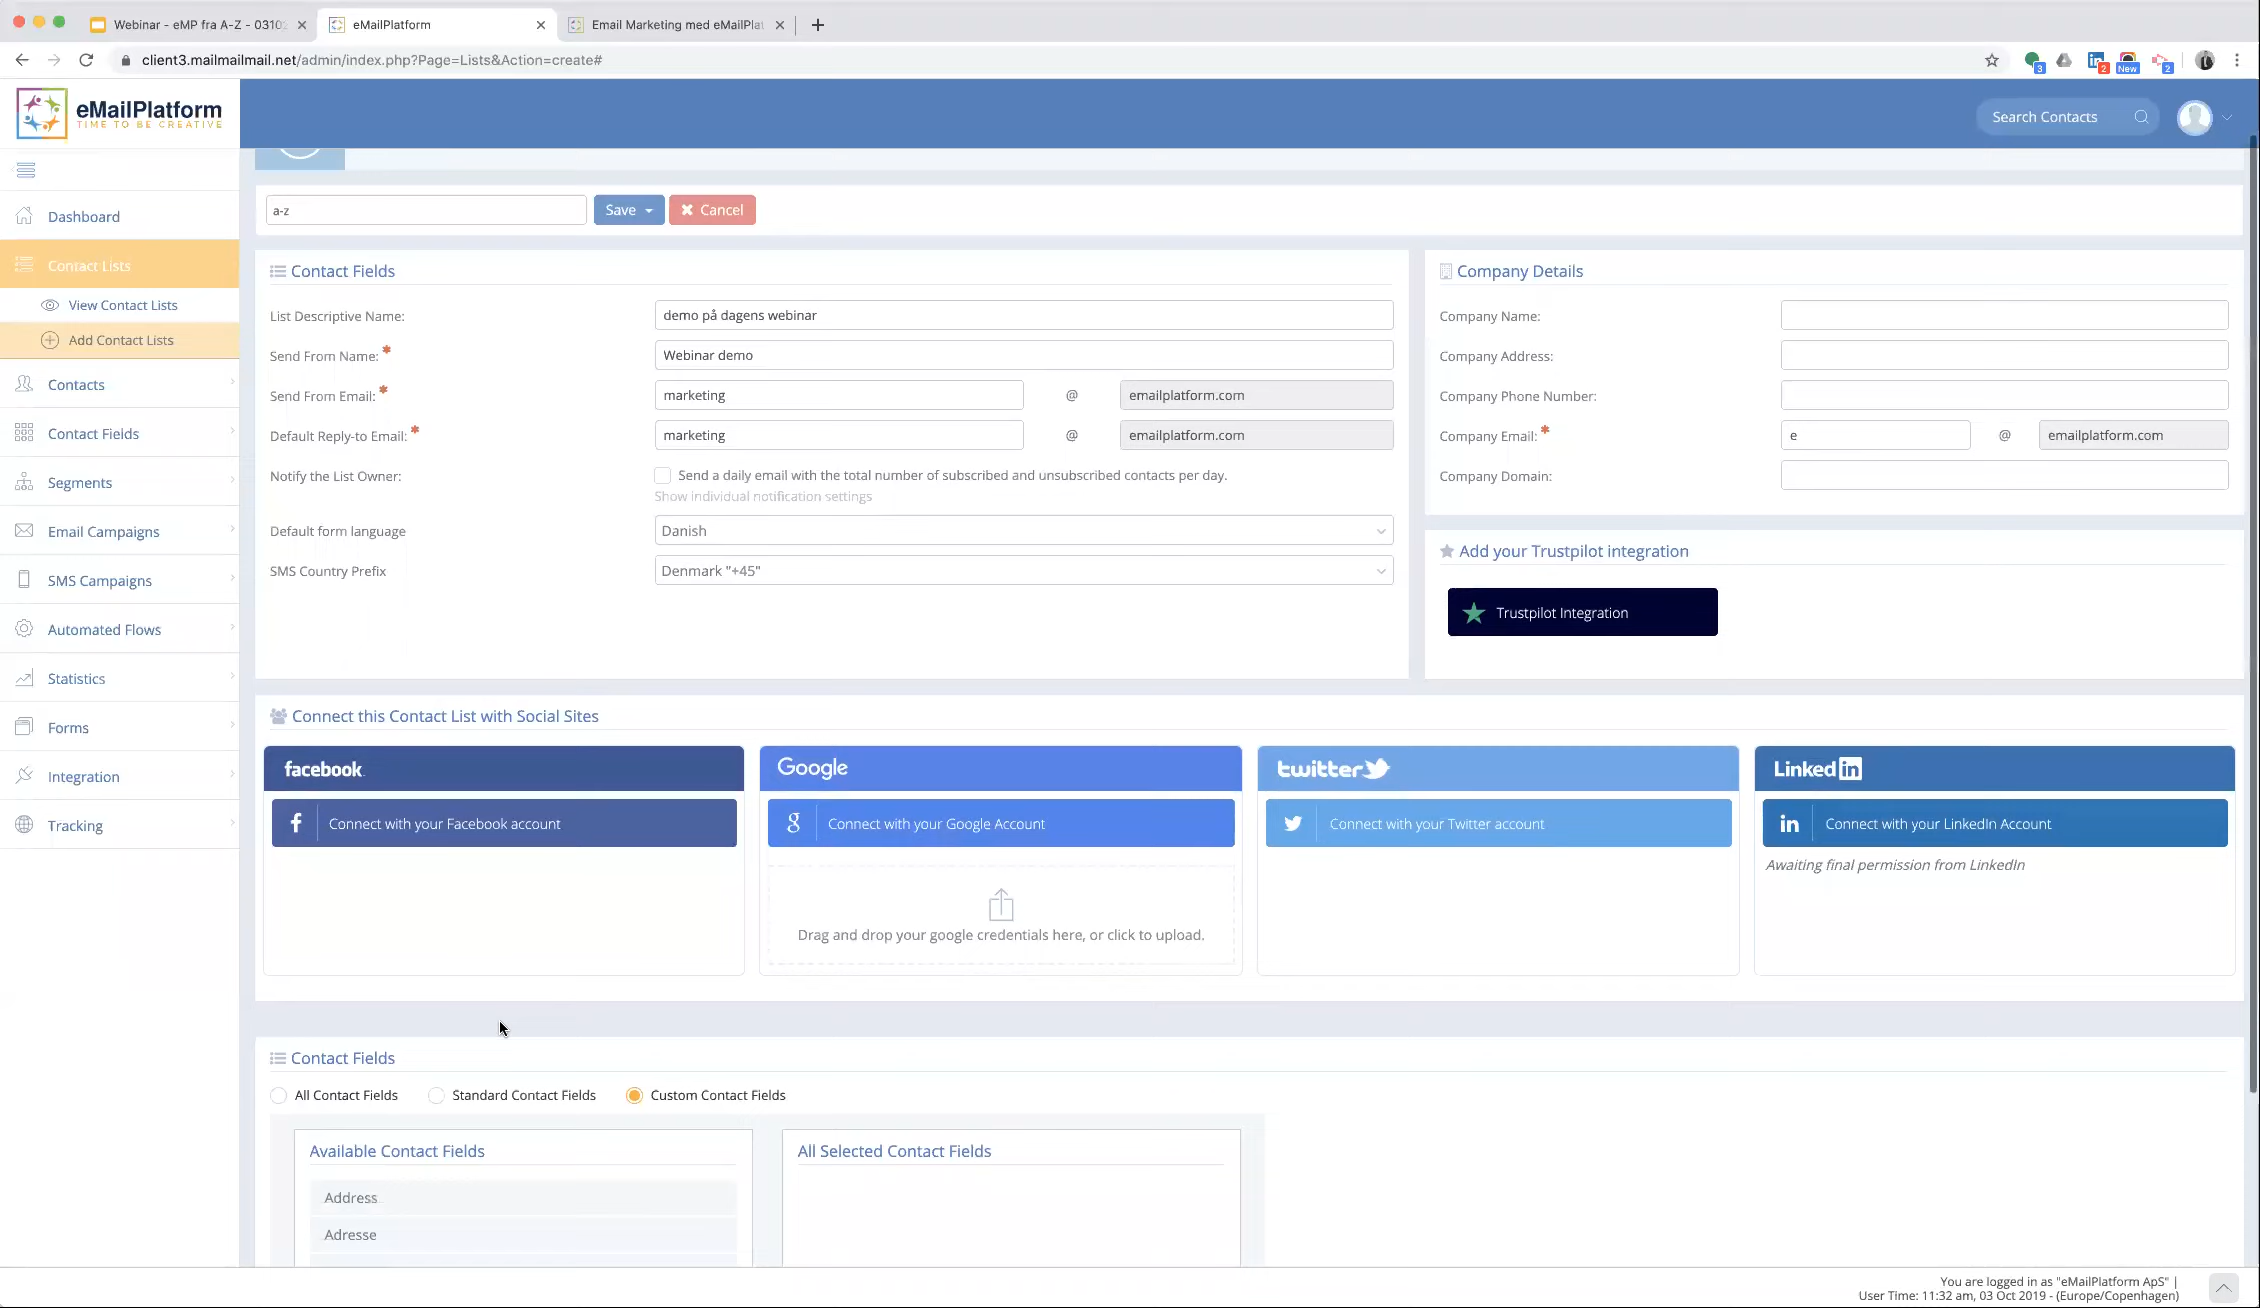 Webinar - eMP fra A-Z - 0310
eMailPlatform
Email Marketing med eMailPlat
client3.mailmailmail.net/admin/index.php?Page=Lists&Action=create#
3
2
New
2
eMailPlatform
TIME TO BE CREATIVE
Search Contacts
Dashboard
Contact Lists
View Contact Lists
Add Contact Lists
Contacts
Contact Fields
Segments
Email Campaigns
SMS Campaigns
Automated Flows
Statistics
Forms
Integration
Tracking
a-z
Save
Cancel
Contact Fields
List Descriptive Name:
demo på dagens webinar
Send From Name: *
Webinar demo
Send From Email: *
marketing @ emailplatform.com
Default Reply-to Email: *
marketing @ emailplatform.com
Notify the List Owner:
Send a daily email with the total number of subscribed and unsubscribed contacts per day.
Show individual notification settings
Default form language
Danish
SMS Country Prefix
Denmark "+45"
Company Details
Company Name:
Company Address:
Company Phone Number:
Company Email: *
e @ emailplatform.com
Company Domain:
Add your Trustpilot integration
Trustpilot Integration
Connect this Contact List with Social Sites
facebook
Connect with your Facebook account
Google
Connect with your Google Account
Drag and drop your google credentials here, or click to upload.
twitter
Connect with your Twitter account
Linked in
Connect with your LinkedIn Account
Awaiting final permission from LinkedIn
Contact Fields
All Contact Fields
Standard Contact Fields
Custom Contact Fields
Available Contact Fields
Address
Adresse
All Selected Contact Fields
You are logged in as "eMailPlatform ApS" |
User Time: 11:32 am, 03 Oct 2019 - (Europe/Copenhagen)